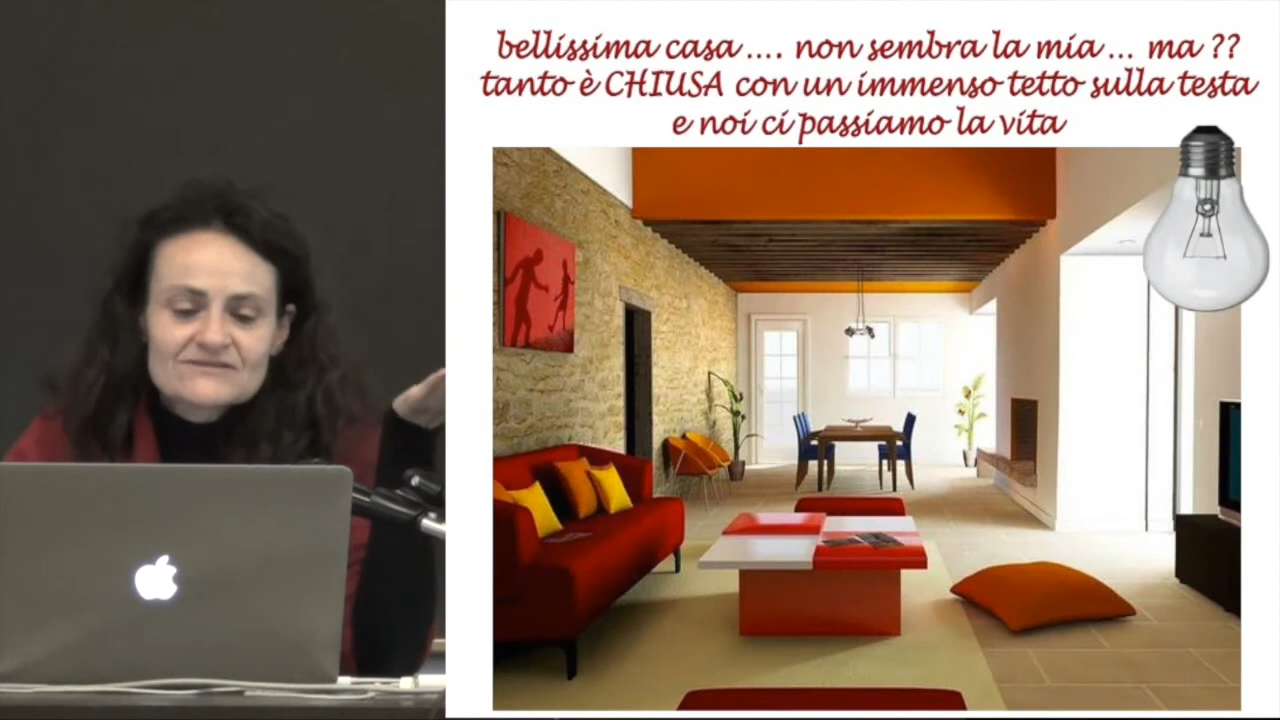 bellissima casa .... non sembra la mia ... ma ??
tanto è CHIUSA con un immenso tetto sulla testa
e noi ci passiamo la vita